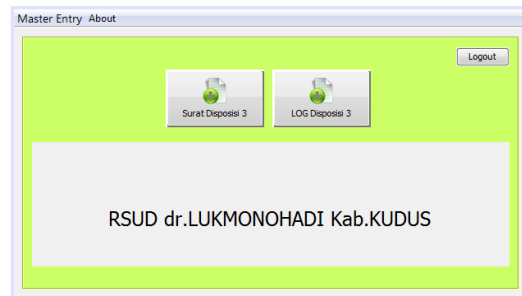 Master Entry About
Logout
Surat Disposisi 3 LOG Disposisi 3
RSUD dr.LUKMONOHADI Kab.KUDUS